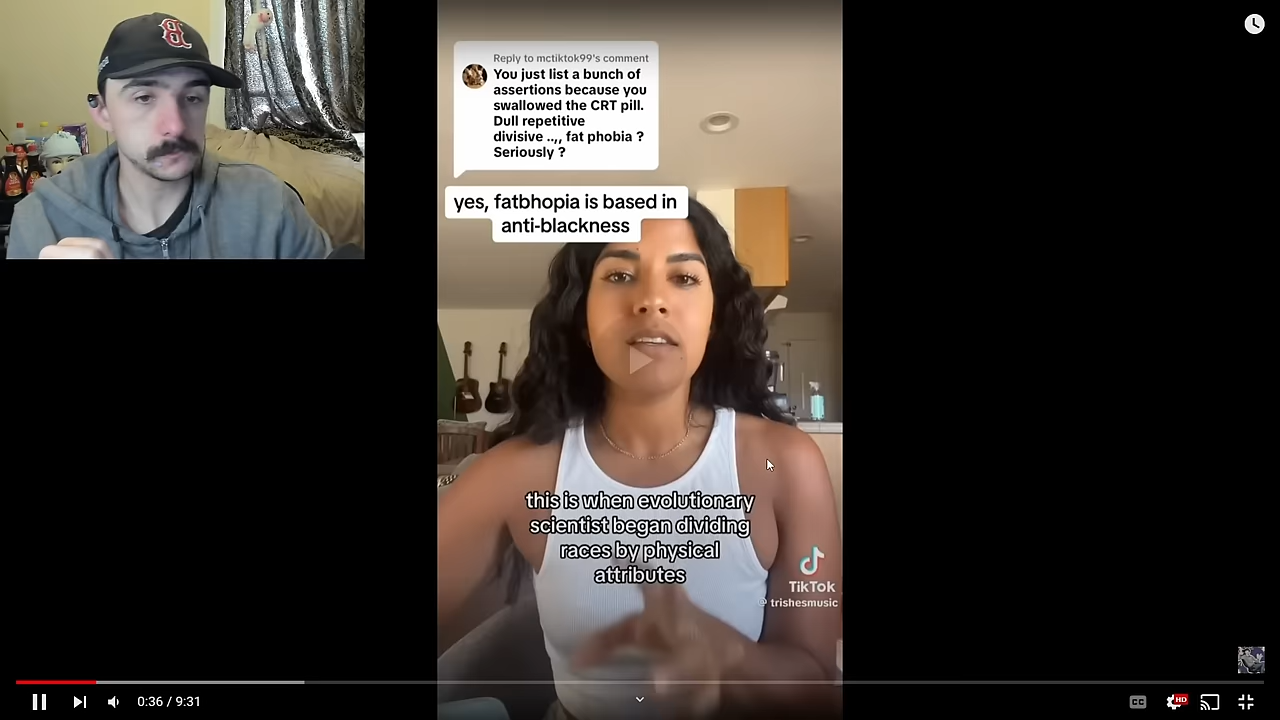 Reply to mctiktok99's comment
You just list a bunch of
assertions because you
swallowed the CRT pill.
Dull repetitive
divisive ..,, fat phobia ?
Seriously ?
yes, fatbhopia is based in
anti-blackness
this is when evolutionary
scientist began dividing
races by physical
attributes
TikTok
@ trishesmusic
0:36 / 9:31
CC
HD
B